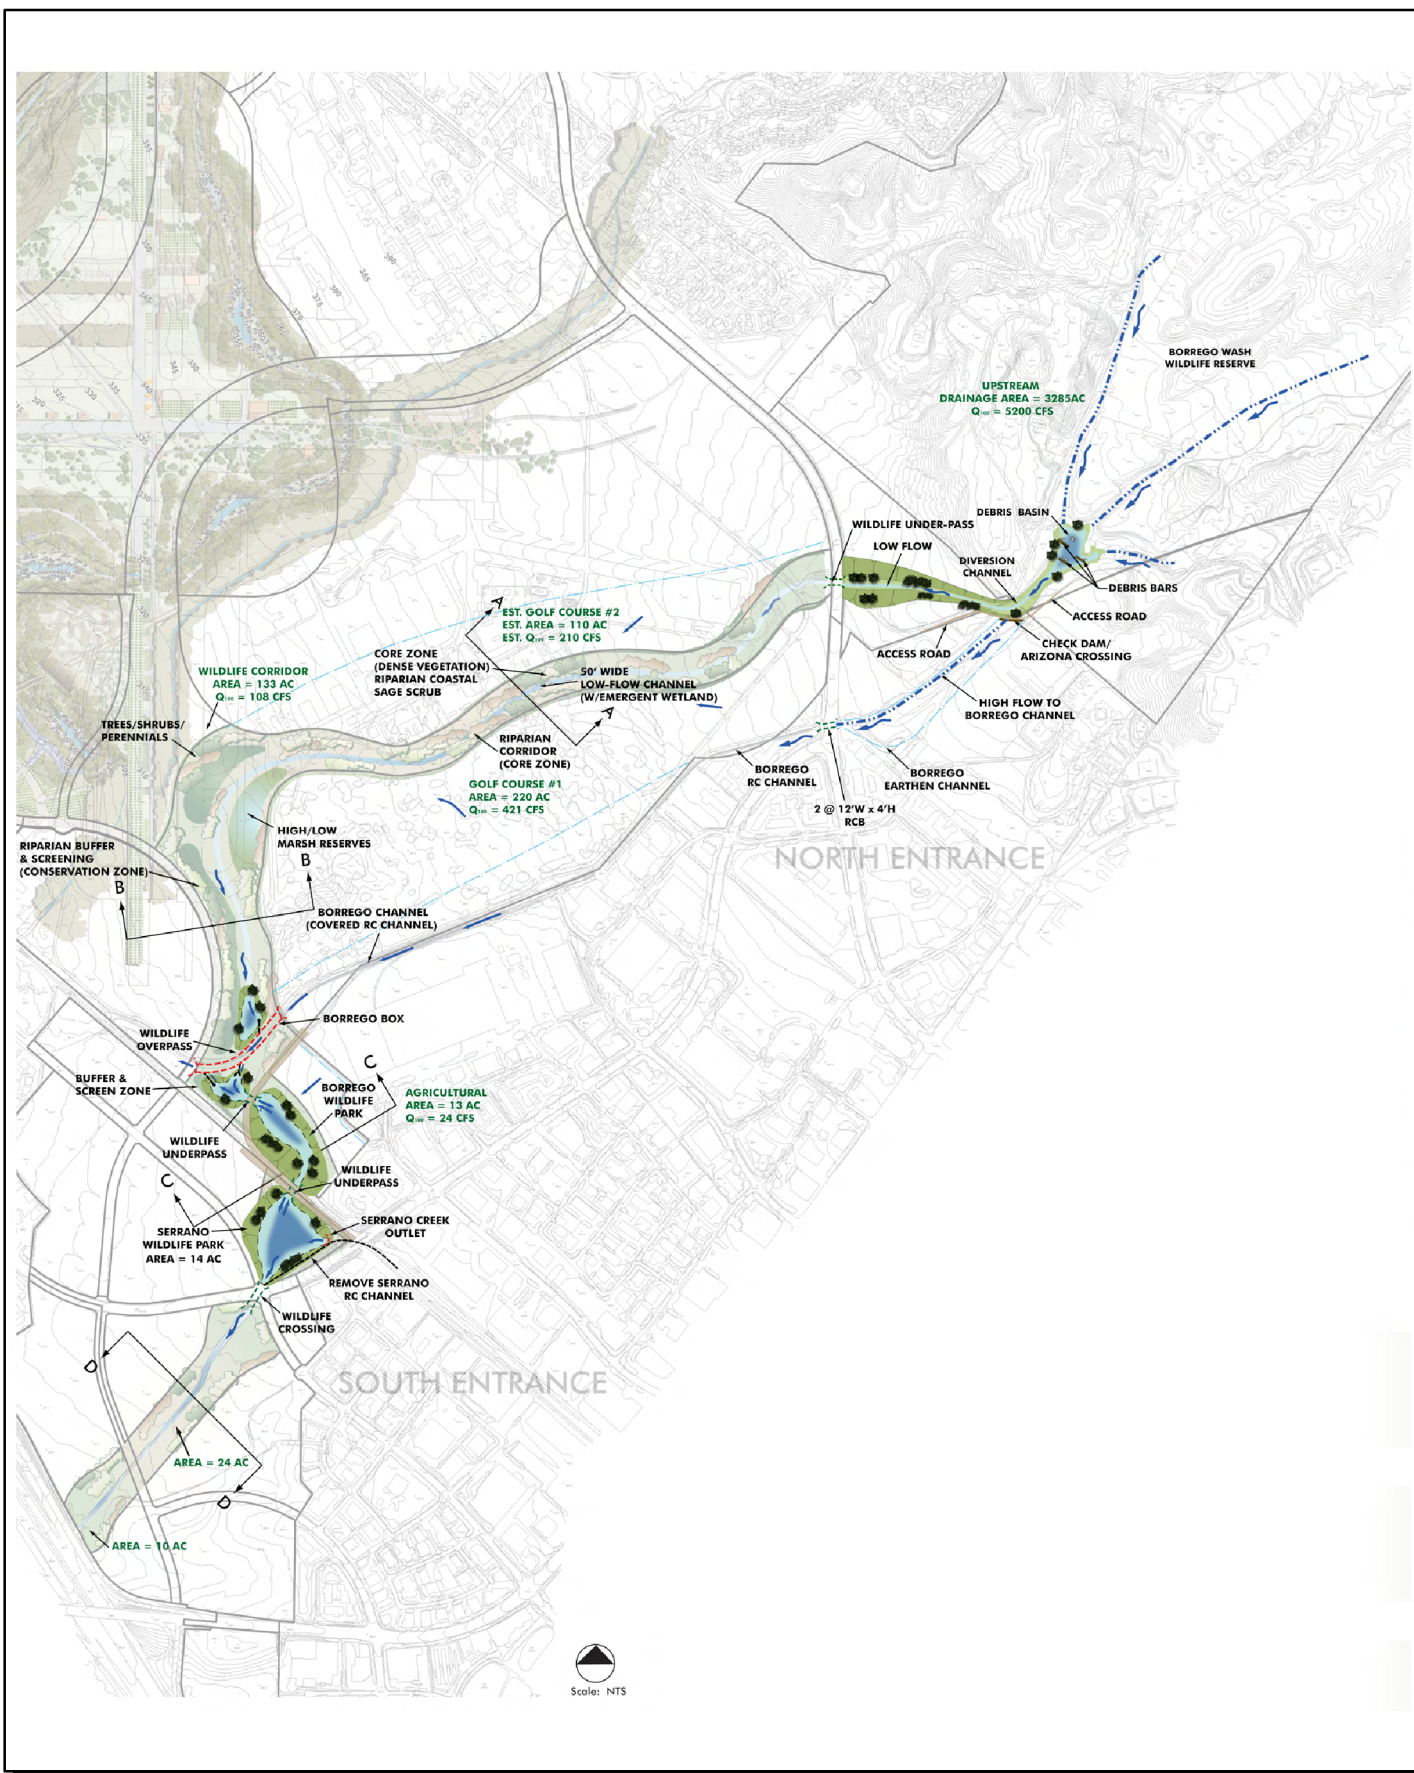 BORREGO WASH
WILDLIFE RESERVE
UPSTREAM
DRAINAGE AREA = 3285AC
Q₁₀₀ = 5200 CFS
DEBRIS BASIN
WILDLIFE UNDER-PASS
LOW FLOW
DIVERSION
CHANNEL
DEBRIS BARS
ACCESS ROAD
CHECK DAM/
ARIZONA CROSSING
ACCESS ROAD
HIGH FLOW TO
BORREGO CHANNEL
A
EST. GOLF COURSE #2
EST. AREA = 110 AC
EST. Q₁₀₀ = 210 CFS
CORE ZONE
(DENSE VEGETATION)
RIPARIAN COASTAL
SAGE SCRUB
50' WIDE
LOW-FLOW CHANNEL
(W/EMERGENT WETLAND)
A
WILDLIFE CORRIDOR
AREA = 133 AC
Q₁₀₀ = 108 CFS
TREES/SHRUBS/
PERENNIALS
RIPARIAN
CORRIDOR
(CORE ZONE)
BORREGO
RC CHANNEL
BORREGO
EARTHEN CHANNEL
GOLF COURSE #1
AREA = 220 AC
Q₁₀₀ = 421 CFS
2 @ 12'W x 4'H
RCB
HIGH/LOW
MARSH RESERVES
NORTH ENTRANCE
RIPARIAN BUFFER
& SCREENING
(CONSERVATION ZONE)
B
B
BORREGO CHANNEL
(COVERED RC CHANNEL)
BORREGO BOX
WILDLIFE
OVERPASS
C
BUFFER &
SCREEN ZONE
BORREGO
WILDLIFE
PARK
AGRICULTURAL
AREA = 13 AC
Q₁₀₀ = 24 CFS
WILDLIFE
UNDERPASS
WILDLIFE
UNDERPASS
C
SERRANO
WILDLIFE PARK
AREA = 14 AC
SERRANO CREEK
OUTLET
REMOVE SERRANO
RC CHANNEL
WILDLIFE
CROSSING
D
SOUTH ENTRANCE
AREA = 24 AC
D
AREA = 10 AC
Scale: NTS